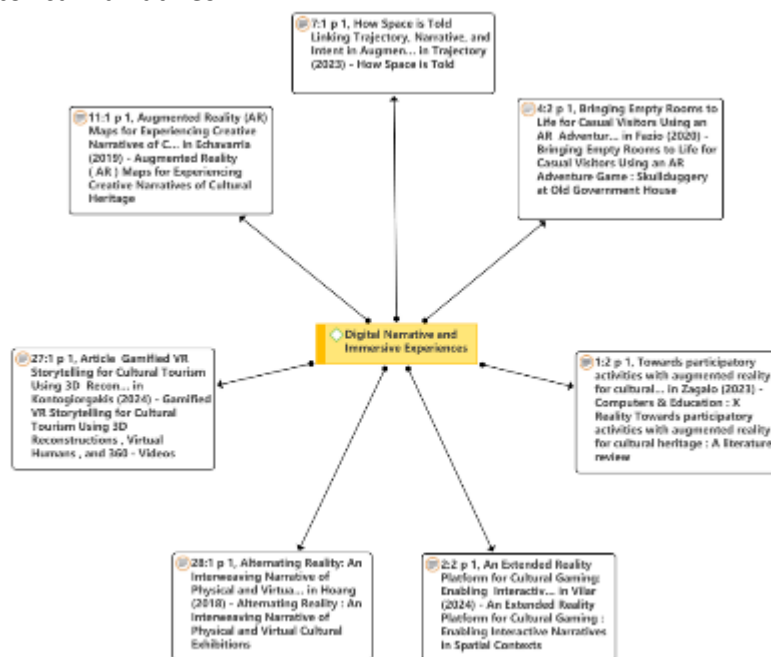 7:1 p 1, How Space is Told
Linking Trajectory, Narrative, and
Intent in Augmen... in Trajectory
(2023) - How Space is Told
11:1 p 1, Augmented Reality (AR)
Maps for Experiencing Creative
Narratives of C... in Echavarria
(2019) - Augmented Reality
( AR ) Maps for Experiencing
Creative Narratives of Cultural
Heritage
4:2 p 1, Bringing Empty Rooms to
Life for Casual Visitors Using an
AR Adventur... in Fazio (2020) -
Bringing Empty Rooms to Life for
Casual Visitors Using an AR
Adventure Game : Skullduggery
at Old Government House
Digital Narrative and
Immersive Experiences
27:1 p 1, Article Gamified VR
Storytelling for Cultural Tourism
Using 3D Recon... in
Kontogiorgakis (2024) - Gamified
VR Storytelling for Cultural
Tourism Using 3D
Reconstructions , Virtual
Humans , and 360 - Videos
1:2 p 1, Towards participatory
activities with augmented reality
for cultural... in Zagalo (2023) -
Computers & Education : X
Reality Towards participatory
activities with augmented reality
for cultural heritage : A literature
review
28:1 p 1, Alternating Reality: An
Interweaving Narrative of
Physical and Virtua... in Hoang
(2018) - Alternating Reality : An
Interweaving Narrative of
Physical and Virtual Cultural
Exhibitions
2:2 p 1, An Extended Reality
Platform for Cultural Gaming:
Enabling Interactiv... in Vilar
(2024) - An Extended Reality
Platform for Cultural Gaming :
Enabling Interactive Narratives
in Spatial Contexts